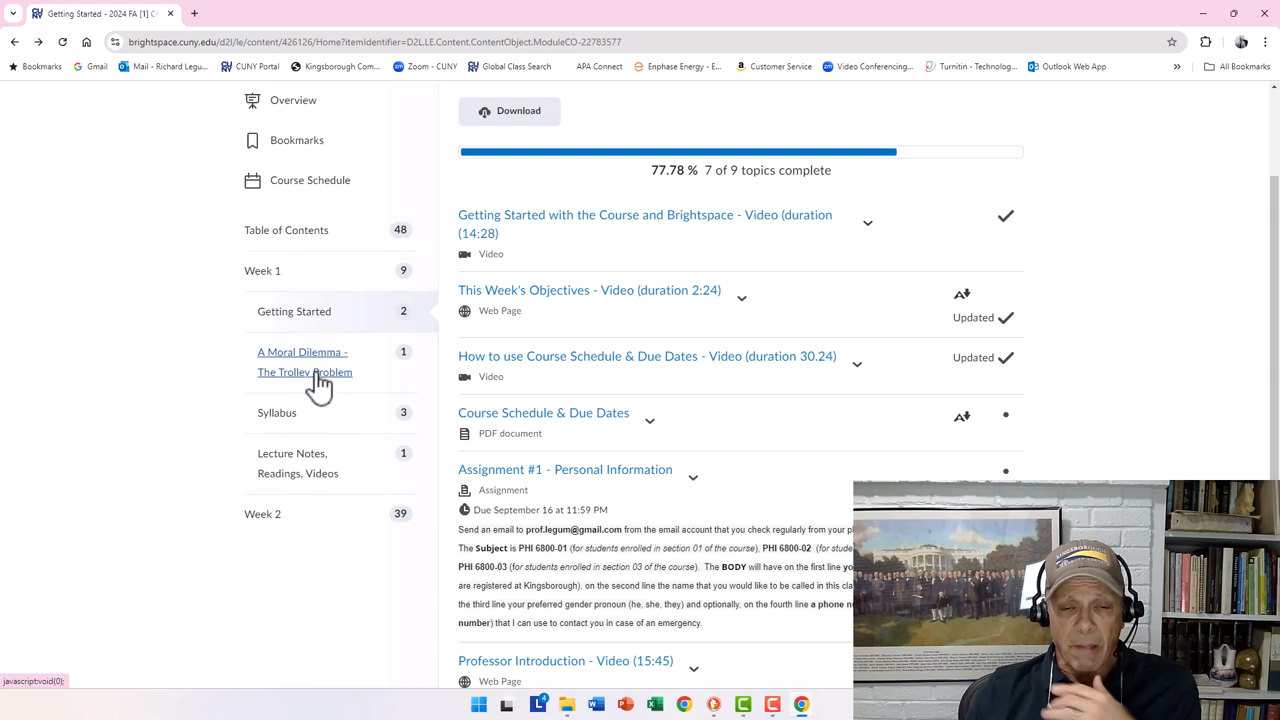 Getting Started - 2024 FA [1] C
brightspace.cuny.edu/d2l/le/content/426126/Home?itemIdentifier=D2L.LE.Content.ContentObject.ModuleCO-22783577
Bookmarks
Gmail
Mail - Richard Legu...
CUNY Portal
Kingsborough Com...
Zoom - CUNY
Global Class Search
APA Connect
Enphase Energy - E...
Customer Service
Video Conferencing...
Turnitin - Technolog...
Outlook Web App
»
All Bookmarks
Overview
Bookmarks
Course Schedule
Table of Contents 48
Week 1 9
Getting Started 2
A Moral Dilemma - 1
The Trolley Problem
Syllabus 3
Lecture Notes, 1
Readings, Videos
Week 2 39
Download
77.78 % 7 of 9 topics complete
Getting Started with the Course and Brightspace - Video (duration
(14:28)
Video
This Week's Objectives - Video (duration 2:24)
Web Page
Updated
How to use Course Schedule & Due Dates - Video (duration 30.24)
Updated
Video
Course Schedule & Due Dates
PDF document
Assignment #1 - Personal Information
Assignment
Due September 16 at 11:59 PM
Send an email to prof.legum@gmail.com from the email account that you check regularly from your
The Subject is PHI 6800-01 (for students enrolled in section 01 of the course), PHI 6800-02 (for
PHI 6800-03 (for students enrolled in section 03 of the course). The BODY will have on the first line
are registered at Kingsborough), on the second line the name that you would like to be called in this
the third line your preferred gender pronoun (he, she, they) and optionally, on the fourth line a phone
number) that I can use to contact you in case of an emergency.
Professor Introduction - Video (15:45)
Web Page
javascript:void(0);
KINGSBOROUGH